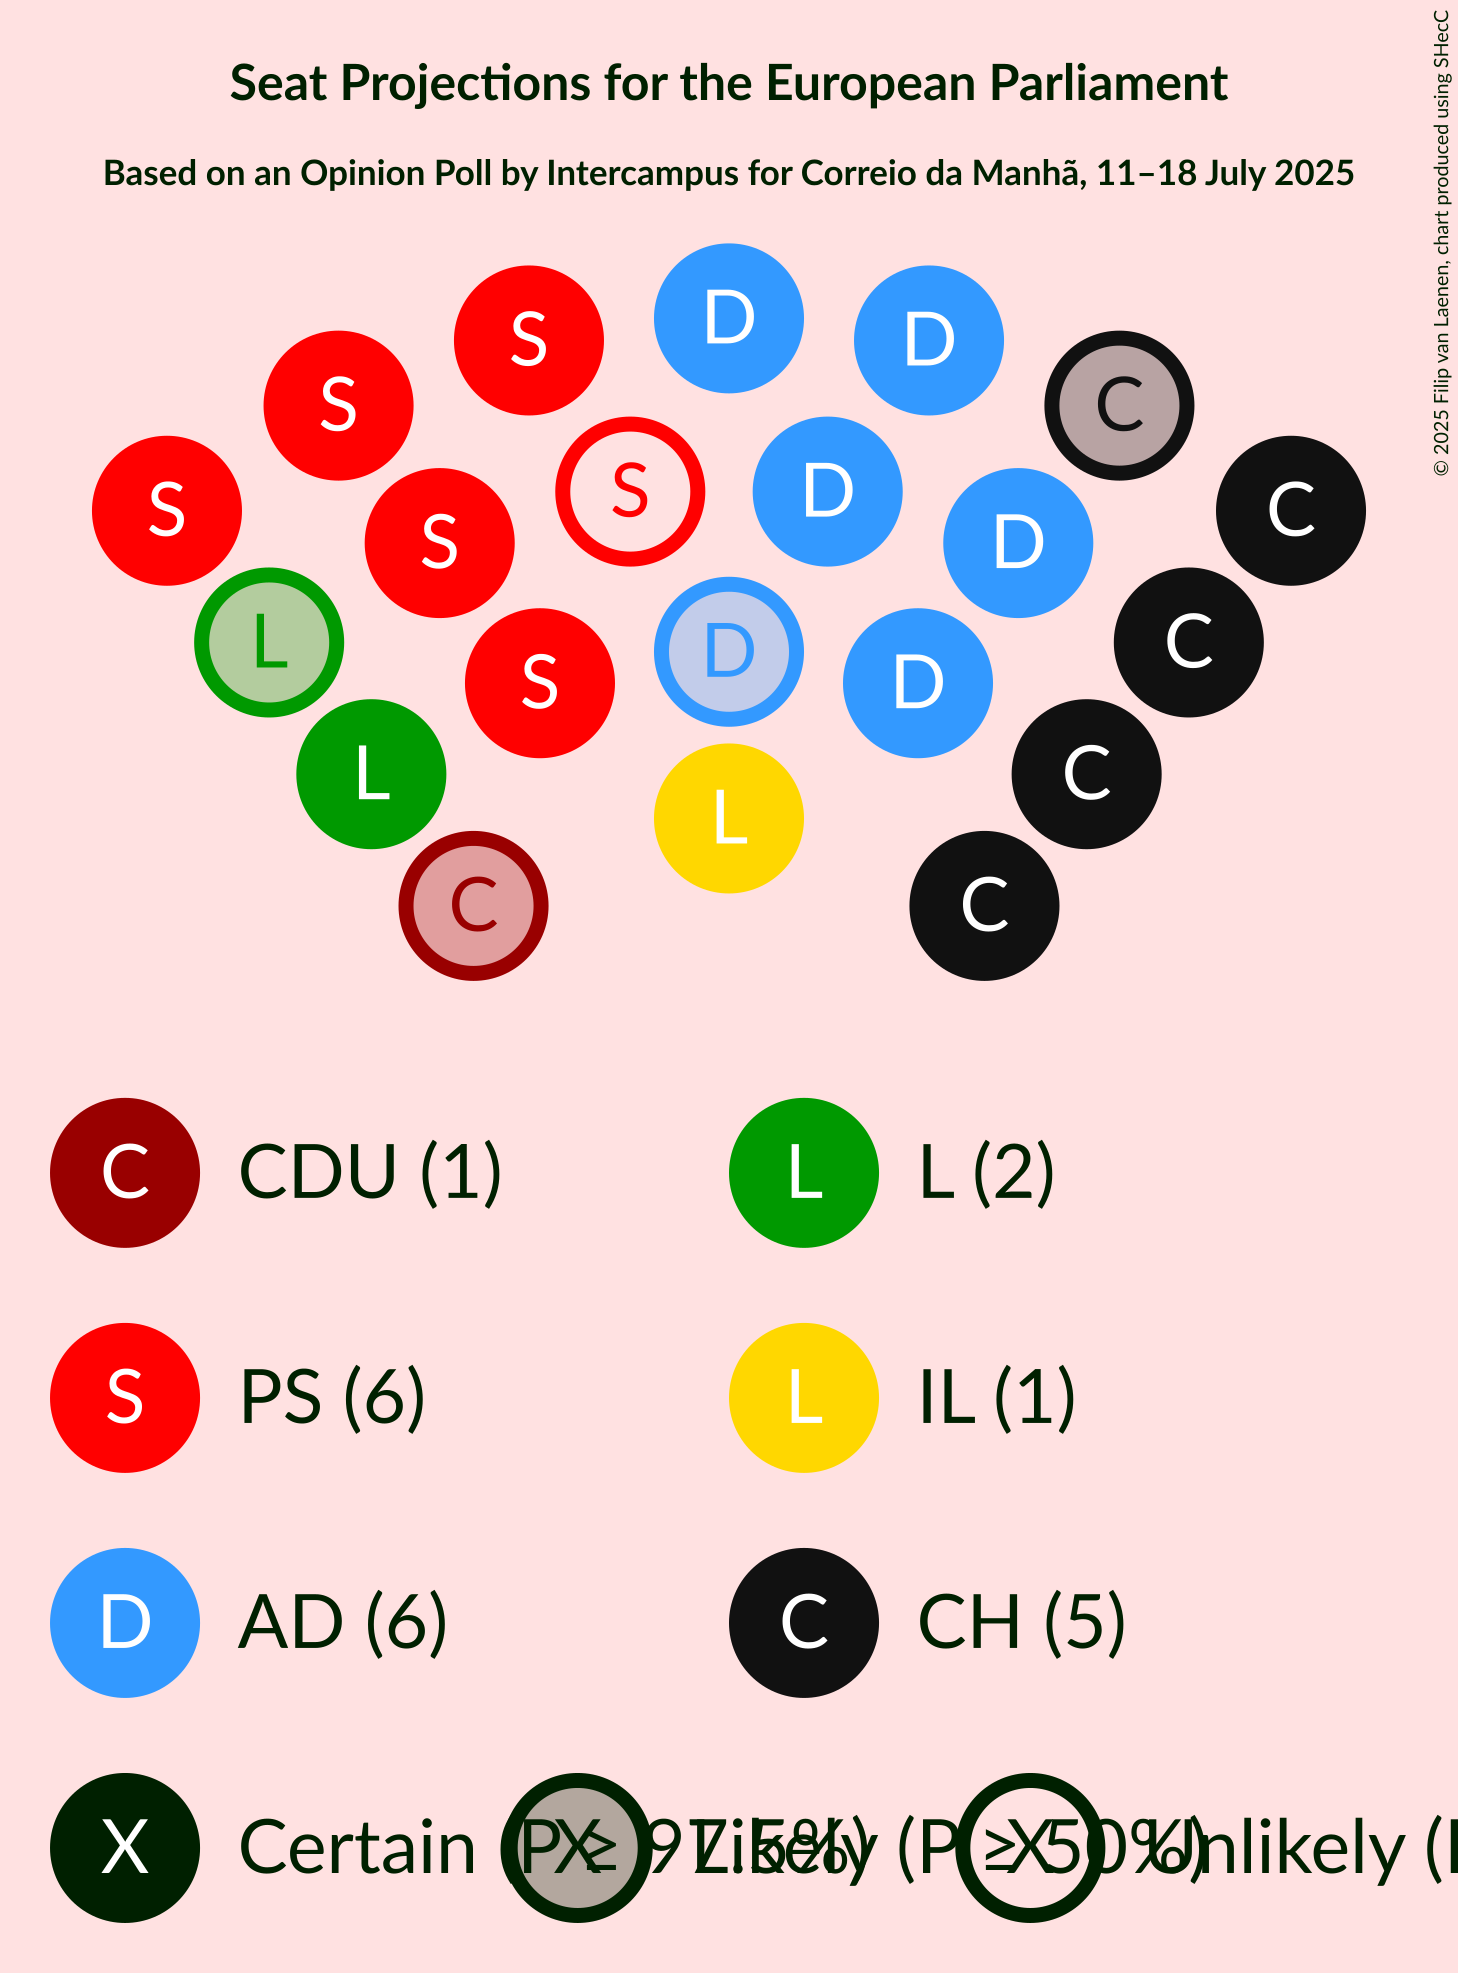 Seat Projections for the European Parliament
Based on an Opinion Poll by Intercampus for Correio da Manhã, 11–18 July 2025
© 2025 Filip van Laenen, chart produced using SHecC
D
S D
S C
S S D C
S D
L D C
S D
L L C
C C
C CDU (1) L L (2)
S PS (6) L IL (1)
D AD (6) C CH (5)
X Certain (P ≥ 97.5%) X Likely (P ≥ 50%) X Unlikely (